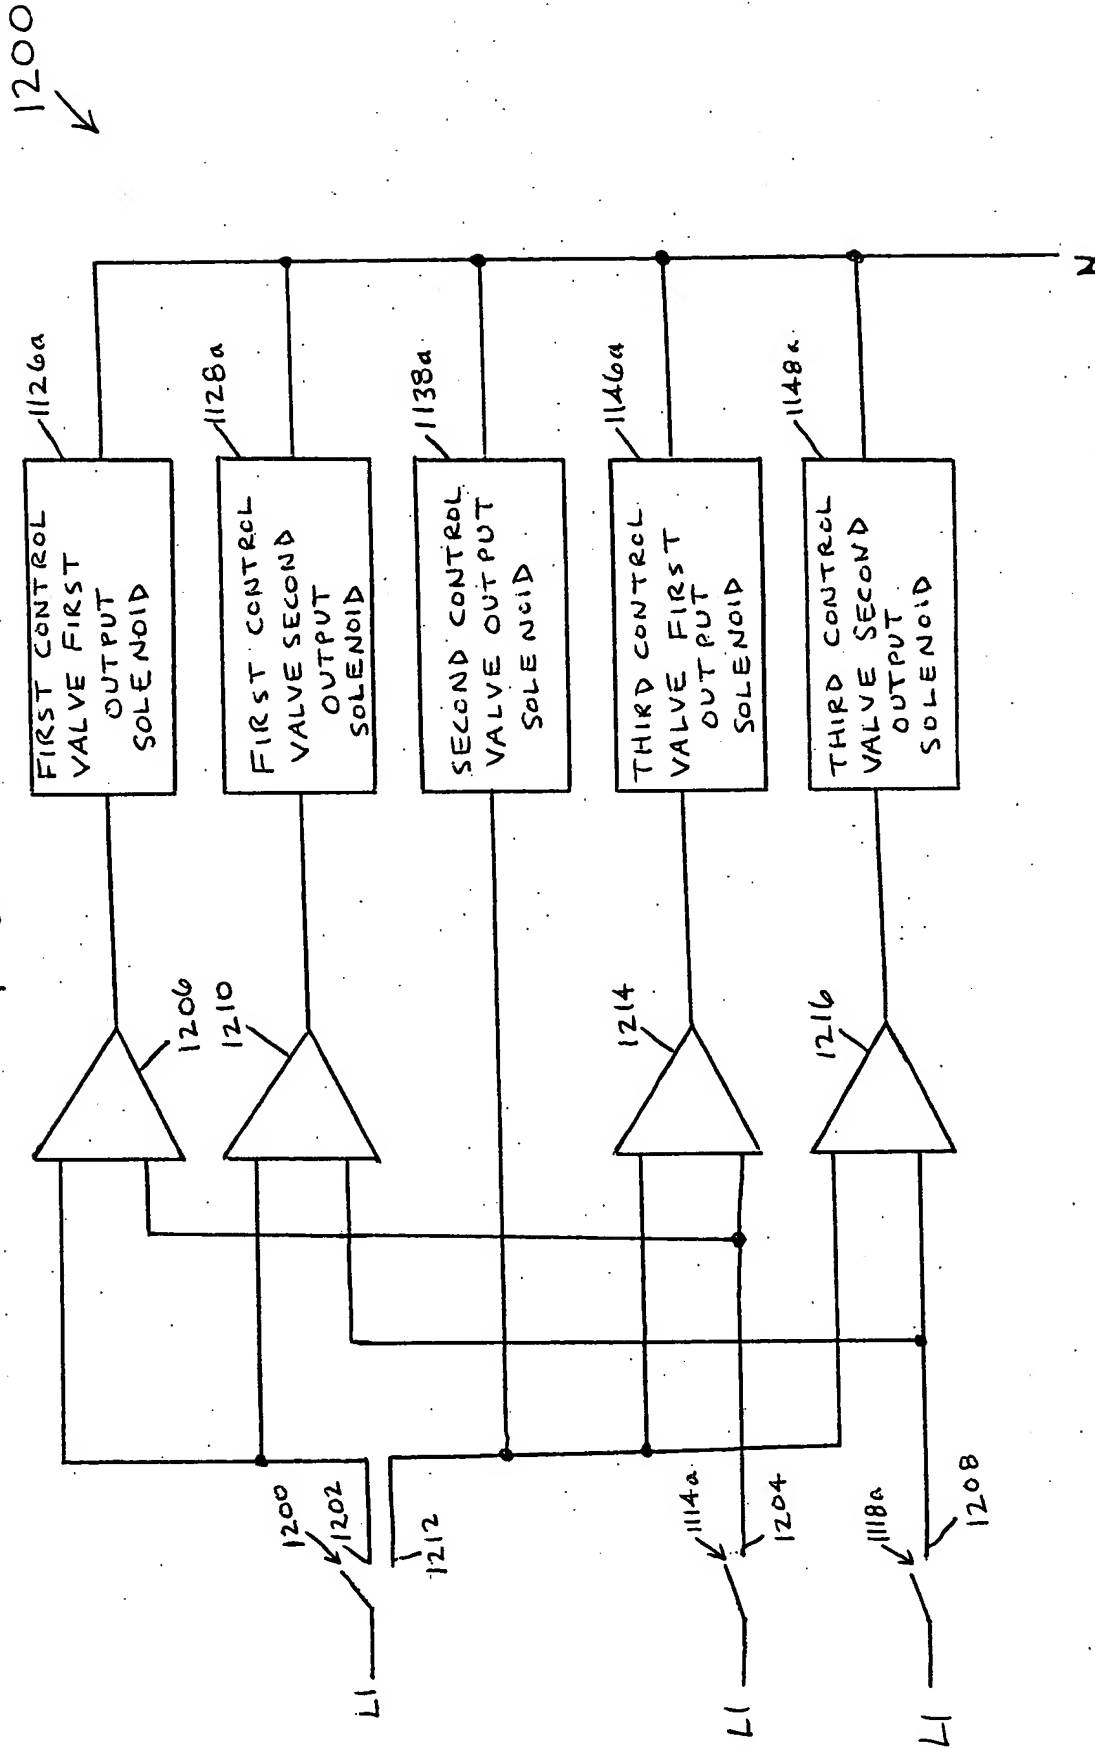 1200
1126a
FIRST CONTROL
VALVE FIRST
OUTPUT
SOLENOID
1128a
FIRST CONTROL
VALVE SECOND
OUTPUT
SOLENOID
1138a
SECOND CONTROL
VALVE OUTPUT
SOLENOID
1146a
THIRD CONTROL
VALVE FIRST
OUTPUT
SOLENOID
1148a
THIRD CONTROL
VALVE SECOND
OUTPUT
SOLENOID
N
1206
1210
1214
1216
1200
1202
1212
L1
1114a
1204
L1
1118a
1208
L1